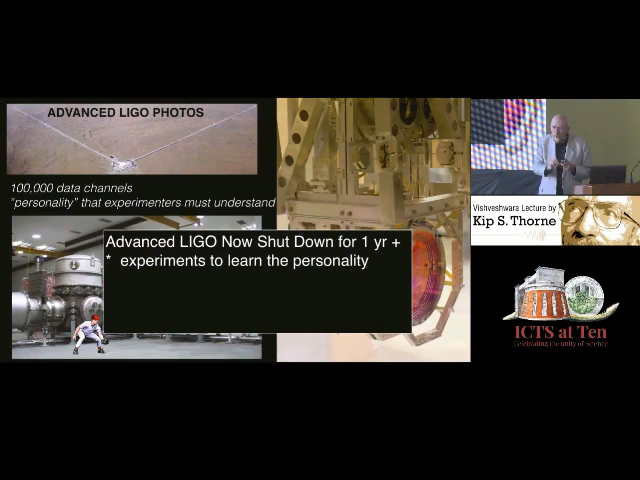 ADVANCED LIGO PHOTOS
100,000 data channels
"personality" that experimenters must understand
Advanced LIGO Now Shut Down for 1 yr +
* experiments to learn the personality
Vishveshwara Lecture by
Kip S. Thorne
ICTS at Ten
Celebrating the unity of science